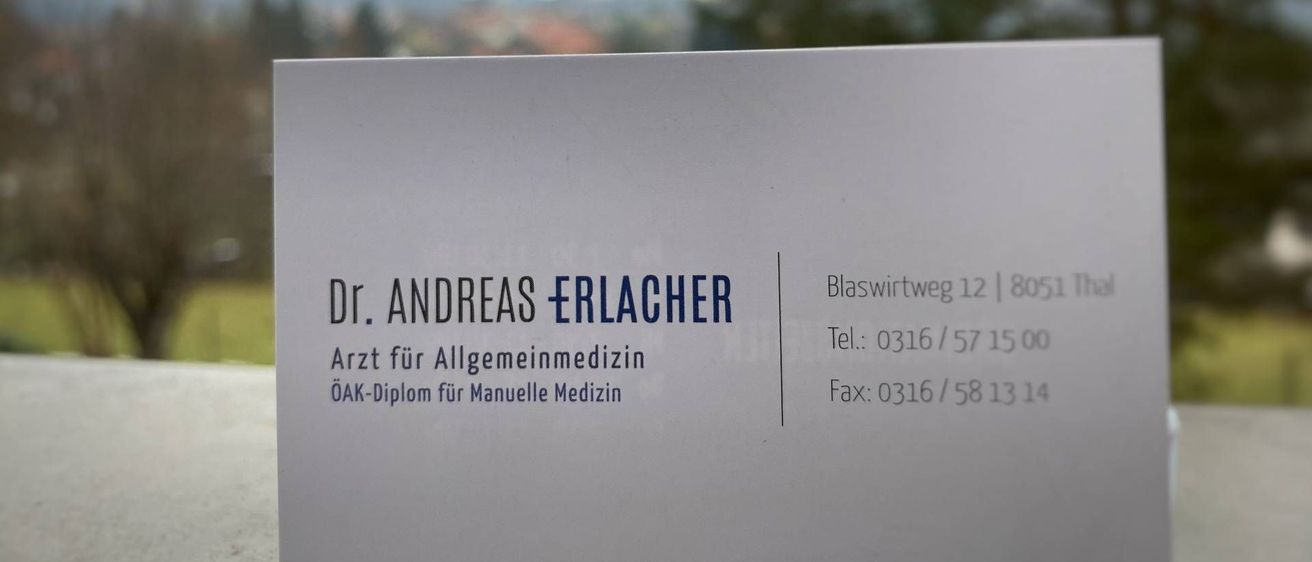 Dr. ANDREAS ERLACHER
Arzt für Allgemeinmedizin
ÖAK-Diplom für Manuelle Medizin
Blaswirtweg 12 | 8051 Thal
Tel.: 0316 / 57 15 00
Fax: 0316 / 58 13 14